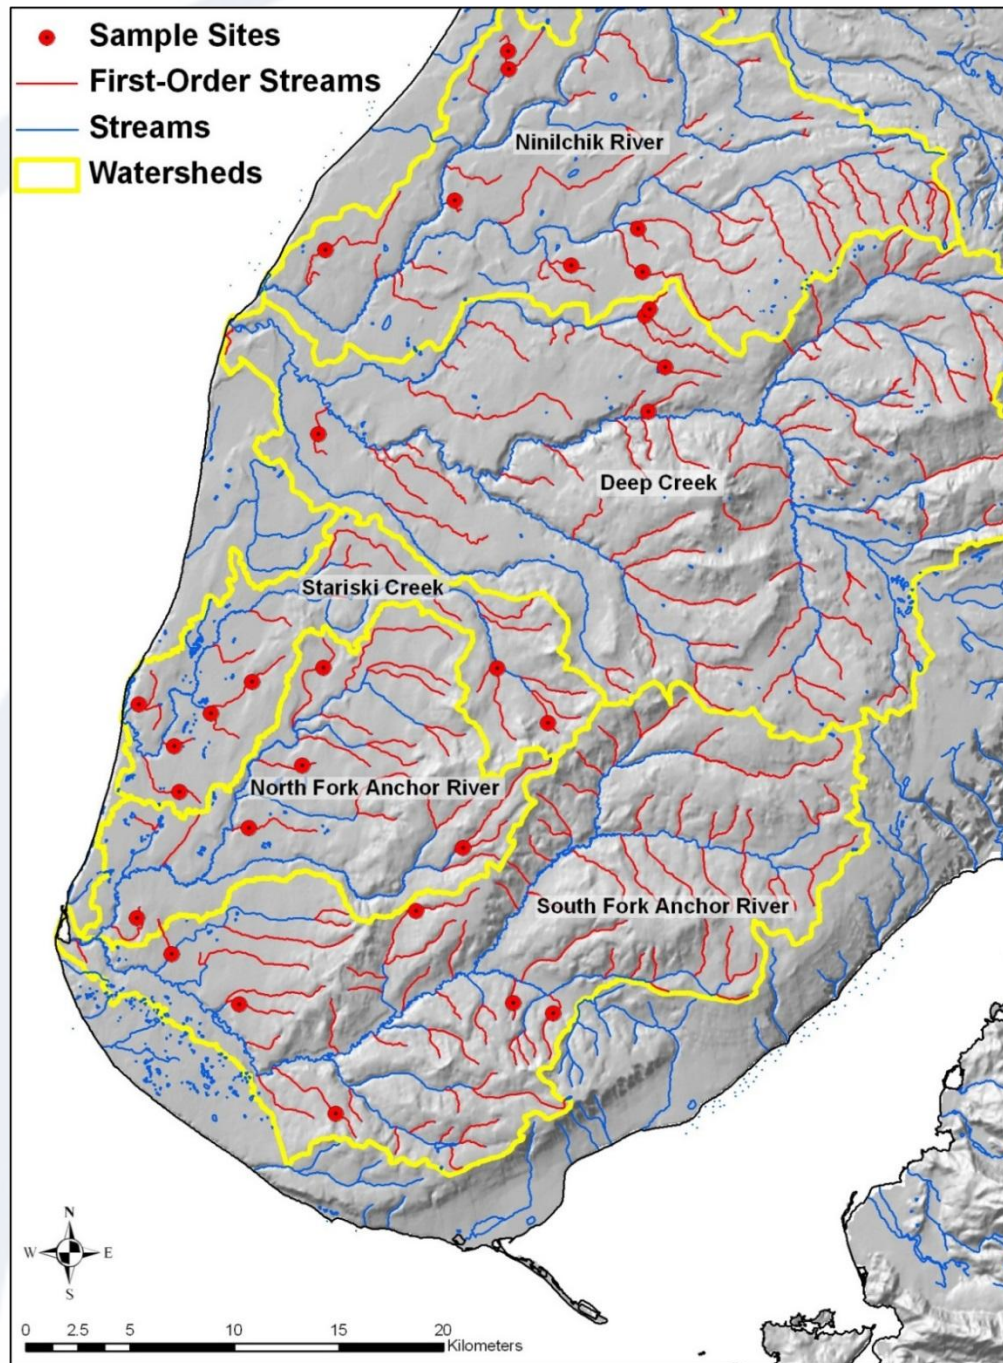 Sample Sites
First-Order Streams
Streams
Watersheds
Ninilchik River
Deep Creek
Stariski Creek
North Fork Anchor River
South Fork Anchor River
N
W E
S
0 2.5 5 10 15 20
Kilometers